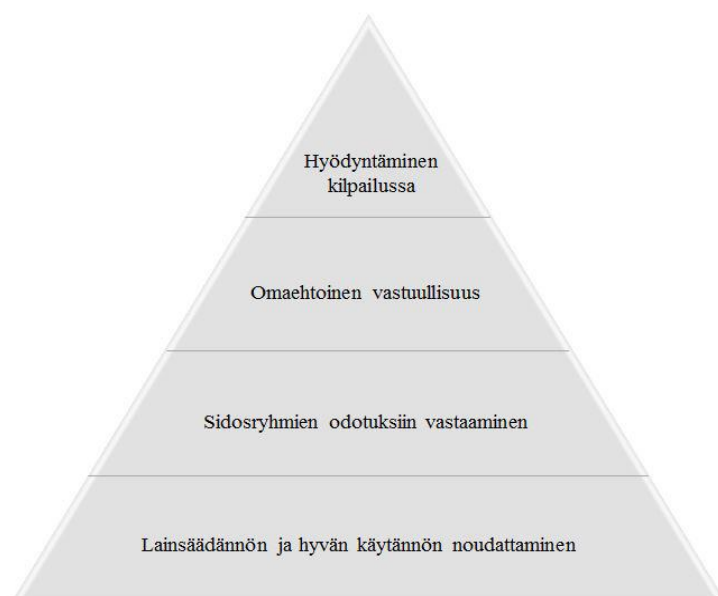 Hyödyntäminen
kilpailussa
Omaehtoinen vastuullisuus
Sidosryhmien odotuksiin vastaaminen
Lainsäädännön ja hyvän käytännön noudattaminen